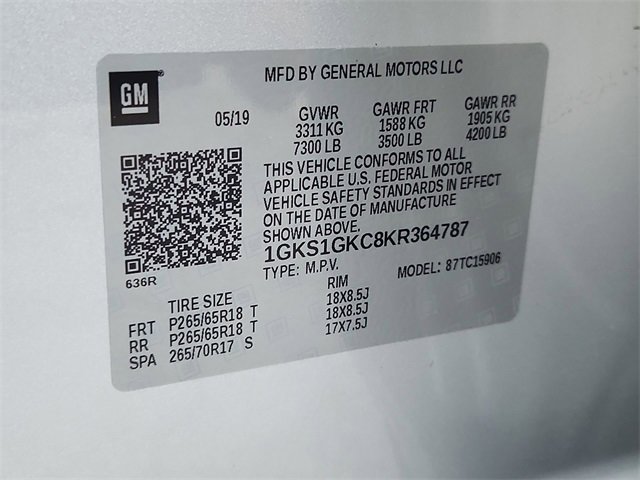 GM
MFD BY GENERAL MOTORS LLC
05/19 GVWR GAWR FRT GAWR RR
3311 KG 1588 KG 1905 KG
7300 LB 3500 LB 4200 LB
THIS VEHICLE CONFORMS TO ALL
APPLICABLE U.S. FEDERAL MOTOR
VEHICLE SAFETY STANDARDS IN EFFECT
ON THE DATE OF MANUFACTURE
SHOWN ABOVE.
1GKS1GKC8KR364787
636R
TYPE: M.P.V. MODEL: 87TC15906
TIRE SIZE RIM
FRT P265/65R18 T 18X8.5J
RR P265/65R18 T 18X8.5J
SPA 265/70R17 S 17X7.5J